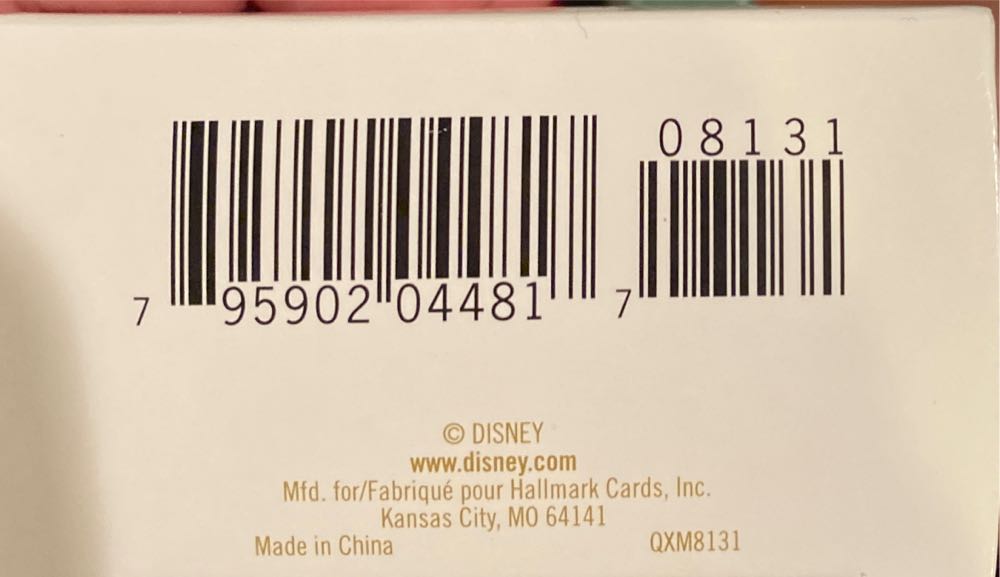 08131
7 95902 04481 7
© DISNEY
www.disney.com
Mfd. for/Fabriqué pour Hallmark Cards, Inc.
Kansas City, MO 64141
Made in China QXM8131